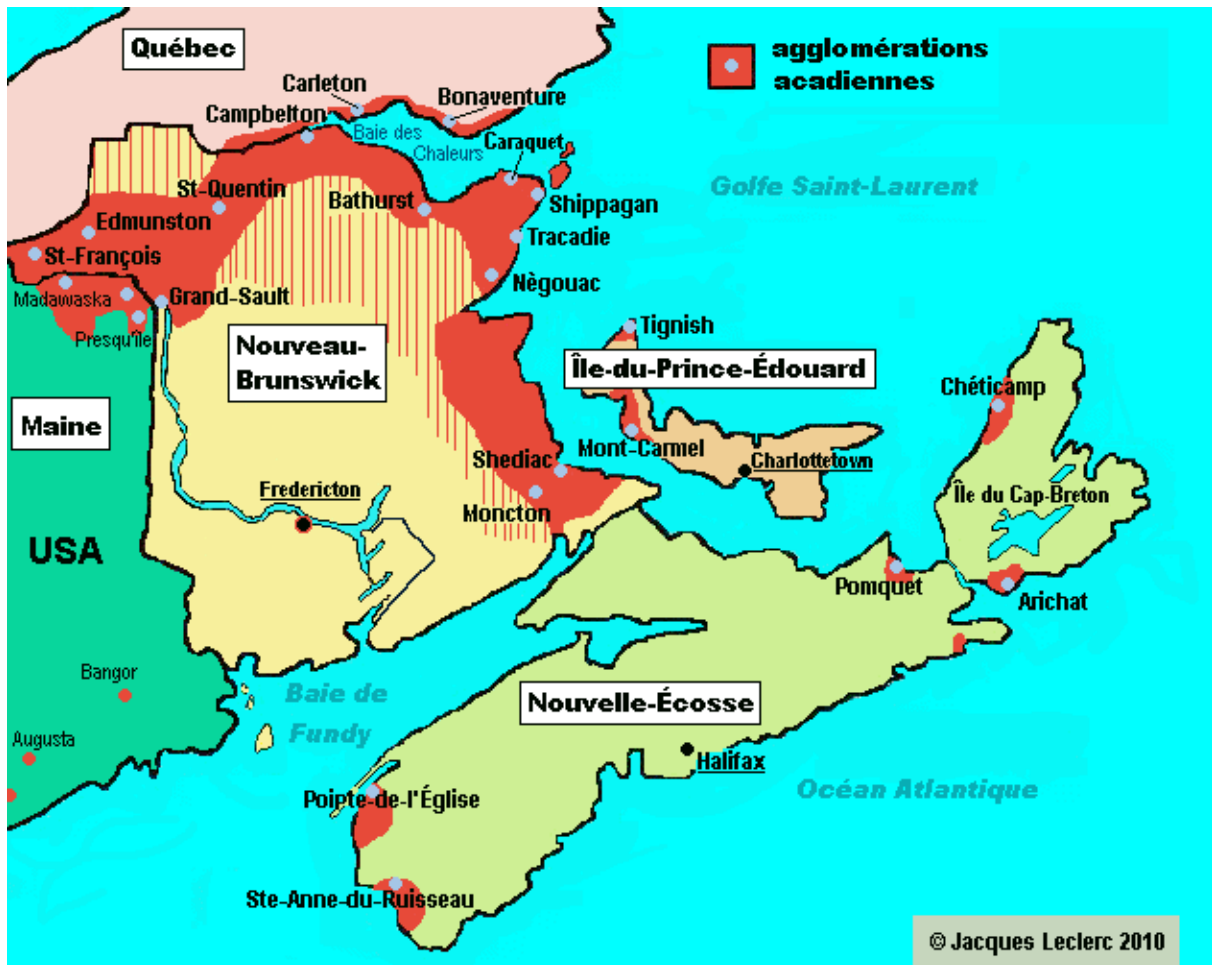 Québec
agglomérations
acadiennes
Carleton
Bonaventure
Campbelton
Baie des
Chaleurs
Caraquet
Golfe Saint-Laurent
St-Quentin
Bathurst
Shippagan
Edmunston
Tracadie
St-François
Nègouac
Madawaska
Grand-Sault
Presqu'île
Tignish
Nouveau-
Brunswick
Île-du-Prince-Édouard
Chéticamp
Maine
Mont-Carmel
Shediac
Charlottetown
Fredericton
Moncton
Île du Cap-Breton
USA
Pomquet
Arichat
Bangor
Baie de
Fundy
Nouvelle-Écosse
Augusta
Halifax
Poipte-de-l'Église
Océan Atlantique
Ste-Anne-du-Ruisseau
© Jacques Leclerc 2010